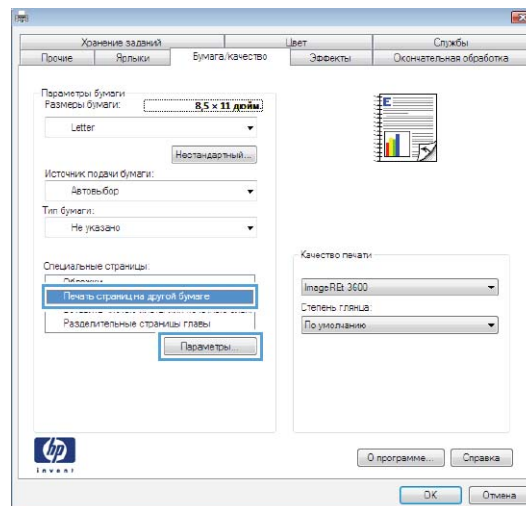 Хранение заданий
Цвет
Службы
Прочие
Ярлыки
Бумага/качество
Эффекты
Окончательная обработка
Параметры бумаги
Размеры бумаги:
8,5 × 11 дюйм.
Letter
Нестандартный...
Источник подачи бумаги:
Автовыбор
Тип бумаги:
Не указано
Специальные страницы:
Обложки
Печать страниц на другой бумаге
Разделительные страницы главы
Параметры...
E
Качество печати
ImageREt 3600
Степень глянца:
По умолчанию
hp
invent
О программе...
Справка
OK
Отмена